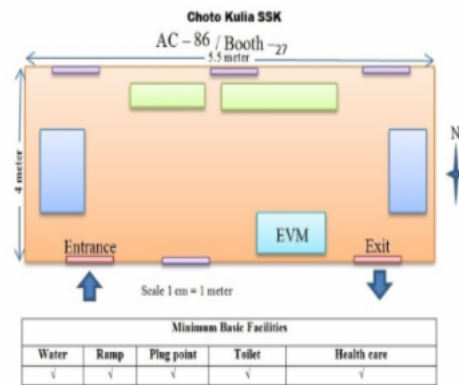 Choto Kulia SSK
AC – 86 / Booth –27
5.5 meter
4 meter
N
EVM
Entrance
Exit
Scale 1 cm = 1 meter
Minimum Basic Facilities
Water Ramp Plug point Toilet Health care
√ √ √ √ √